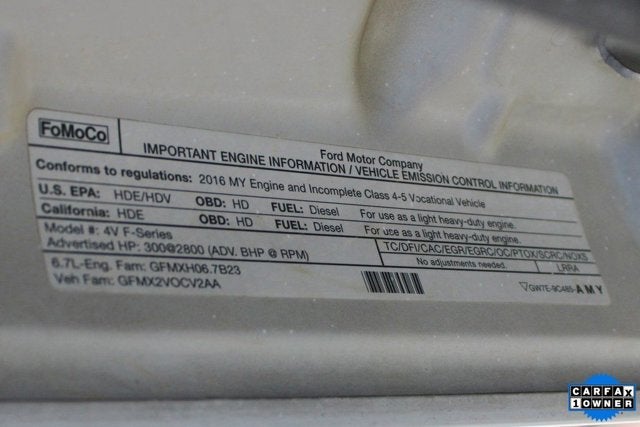 FoMoCo
Ford Motor Company
IMPORTANT ENGINE INFORMATION / VEHICLE EMISSION CONTROL INFORMATION
Conforms to regulations: 2016 MY Engine and Incomplete Class 4-5 Vocational Vehicle
U.S. EPA: HDE/HDV OBD: HD FUEL: Diesel For use as a light heavy-duty engine.
California: HDE OBD: HD FUEL: Diesel For use as a light heavy-duty engine.
Model #: 4V F-Series
Advertised HP: 300@2800 (ADV. BHP @ RPM)
TC/DFI/CAC/EGR/EGRC/OC/PTOX/SCRC/NOXS
No adjustments needed. LRRA
6.7L-Eng. Fam: GFMXH06.7B23
Veh Fam: GFMX2VOCV2AA
GW7E-9C485-AMY
CARFAX
1 OWNER